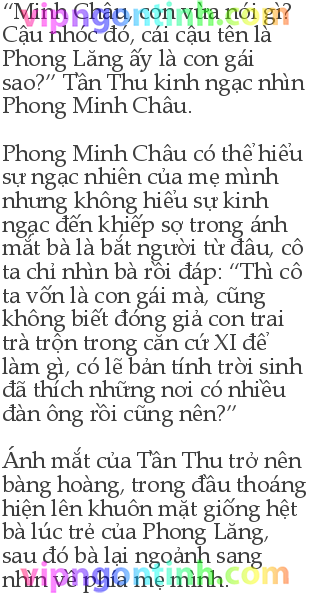 “Minh Châu, con vừa nói gì?
Cậu nhóc đó, cái cậu tên là
Phong Lăng ấy là con gái
sao?” Tần Thu kinh ngạc nhìn
Phong Minh Châu.
Phong Minh Châu có thể hiểu
sự ngạc nhiên của mẹ mình
nhưng không hiểu sự kinh
ngạc đến khiếp sợ trong ánh
mắt bà là bắt người từ đâu, cô
ta chỉ nhìn bà rồi đáp: “Thì cô
ta vốn là con gái mà, cũng
không biết đóng giả con trai
trà trộn trong căn cứ XI để
làm gì, có lẽ bản tính trời sinh
đã thích những nơi có nhiều
đàn ông rồi cũng nên?”
Ánh mắt của Tần Thu trở nên
bàng hoàng, trong đầu thoáng
hiện lên khuôn mặt giống hệt
bà lúc trẻ của Phong Lăng,
sau đó bà lại ngoảnh sang
nhìn về phía mẹ mình.
vipngontinh.com
vipngontinh.com